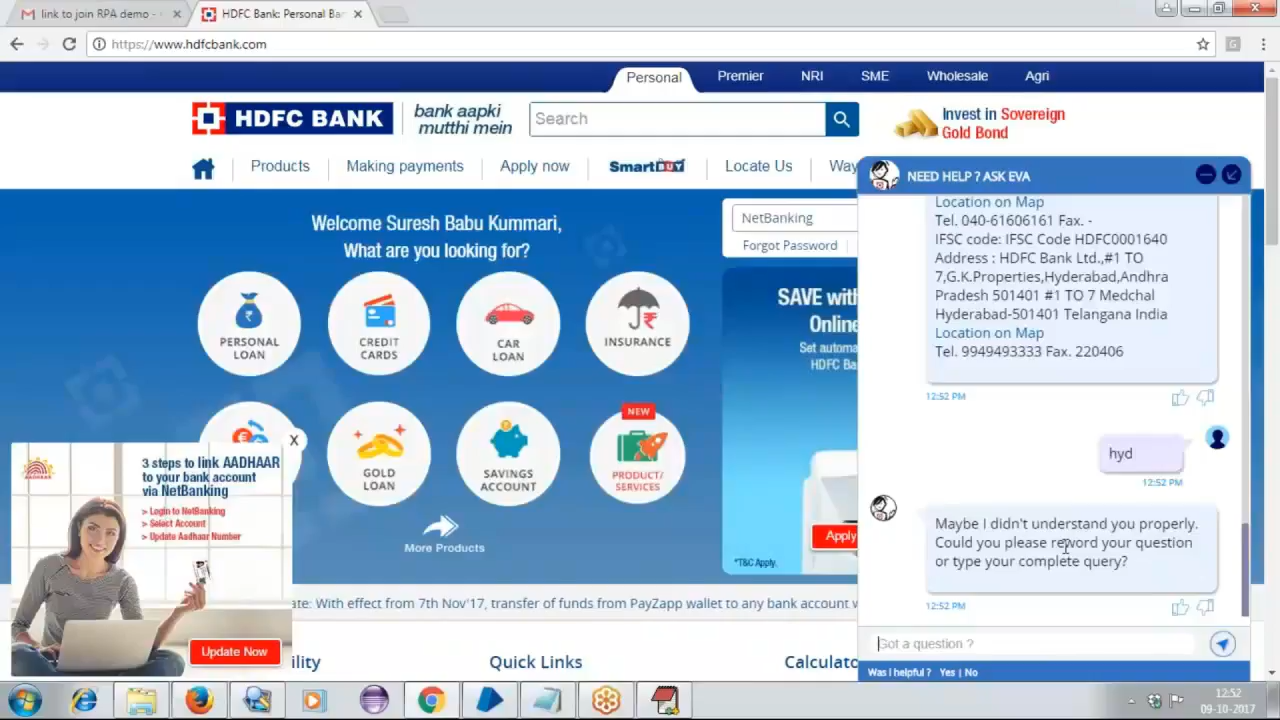 link to join RPA demo -
HDFC Bank: Personal Ba
https://www.hdfcbank.com
Personal
Premier
NRI
SME
Wholesale
Agri
HDFC BANK
bank aapki
mutthi mein
Search
Invest in Sovereign
Gold Bond
Products
Making payments
Apply now
SmartBUY
Locate Us
Way
Welcome Suresh Babu Kummari,
What are you looking for?
NetBanking
Forgot Password
PERSONAL
LOAN
CREDIT
CARDS
CAR
LOAN
INSURANCE
GOLD
LOAN
SAVINGS
ACCOUNT
NEW
PRODUCT/
SERVICES
More Products
SAVE with
Online
Set automa
HDFC Ba
Apply
*T&C Apply.
3 steps to link AADHAAR
to your bank account
via NetBanking
> Login to NetBanking
> Select Account
> Update Aadhaar Number
X
AADHAAR
Update Now
ate: With effect from 7th Nov'17, transfer of funds from PayZapp wallet to any bank account w
ility
Quick Links
Calculato
NEED HELP ? ASK EVA
Location on Map
Tel. 040-61606161 Fax. -
IFSC code: IFSC Code HDFC0001640
Address : HDFC Bank Ltd.,#1 TO
7,G.K.Properties,Hyderabad,Andhra
Pradesh 501401 #1 TO 7 Medchal
Hyderabad-501401 Telangana India
Location on Map
Tel. 9949493333 Fax. 220406
12:52 PM
hyd
12:52 PM
Maybe I didn't understand you properly.
Could you please reword your question
or type your complete query?
12:52 PM
Got a question ?
Was I helpful ? Yes | No
12:52
09-10-2017